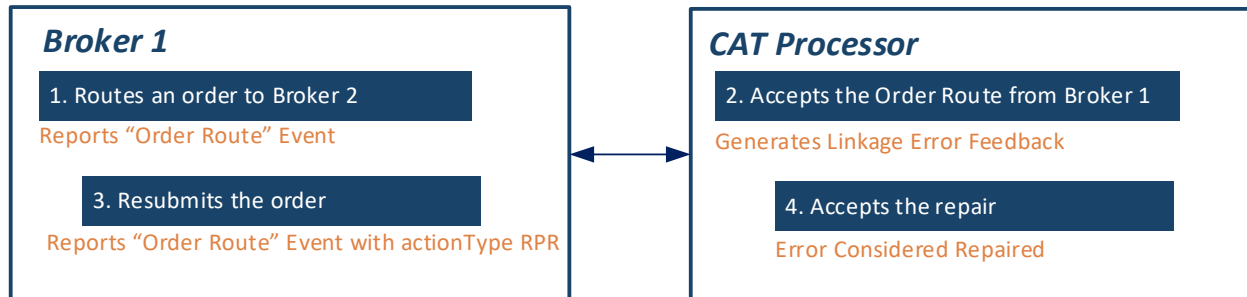 Broker 1
1. Routes an order to Broker 2
Reports “Order Route” Event
3. Resubmits the order
Reports “Order Route” Event with actionType RPR
CAT Processor
2. Accepts the Order Route from Broker 1
Generates Linkage Error Feedback
4. Accepts the repair
Error Considered Repaired